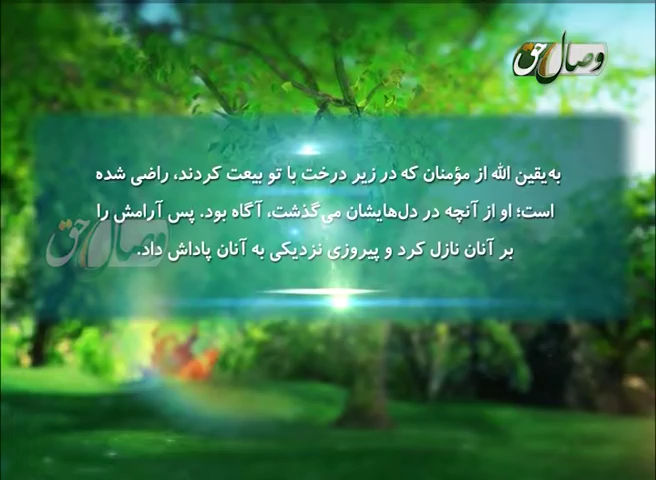 وصال حق
به‌یقین الله از مؤمنان که در زیر درخت با تو بیعت کردند، راضی شده
است؛ او از آنچه در دل‌هایشان می‌گذشت، آگاه بود. پس آرامش را
وصال حق
بر آنان نازل کرد و پیروزی نزدیکی به آنان پاداش داد.